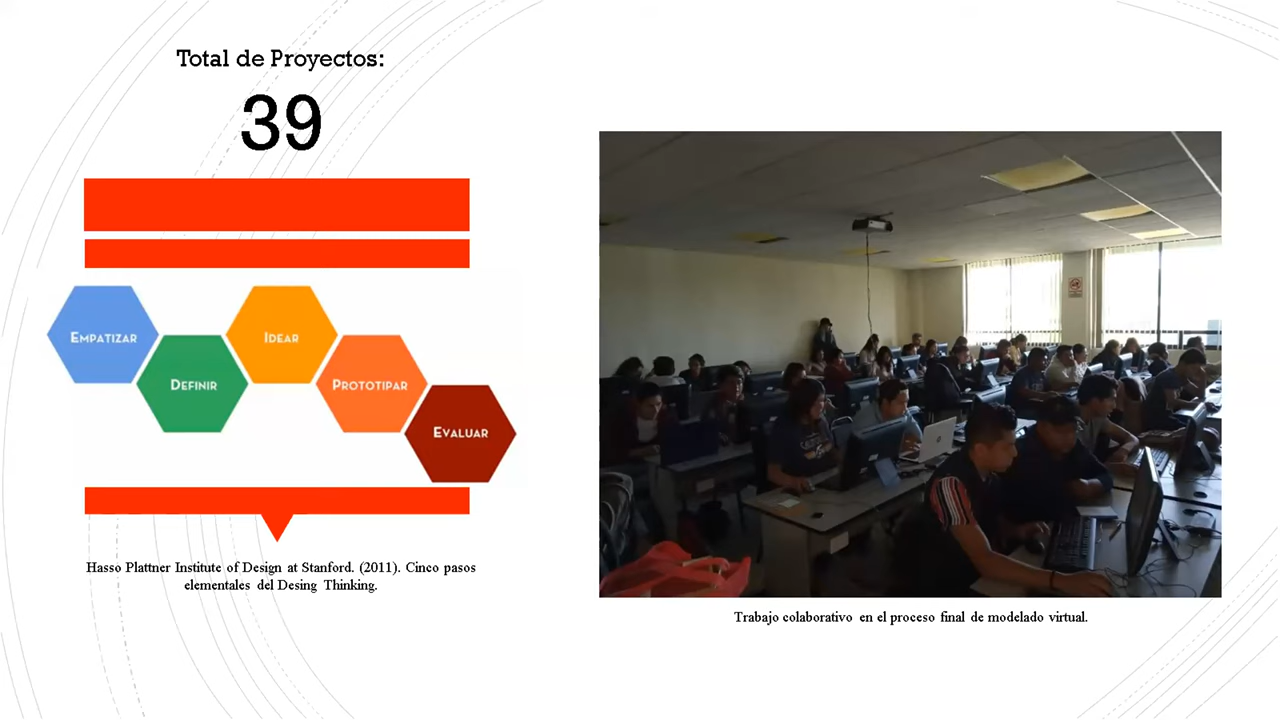 Total de Proyectos:
39
EMPATIZAR
DEFINIR
IDEAR
PROTOTIPAR
EVALUAR
Hasso Plattner Institute of Design at Stanford. (2011). Cinco pasos
elementales del Desing Thinking.
Trabajo colaborativo en el proceso final de modelado virtual.